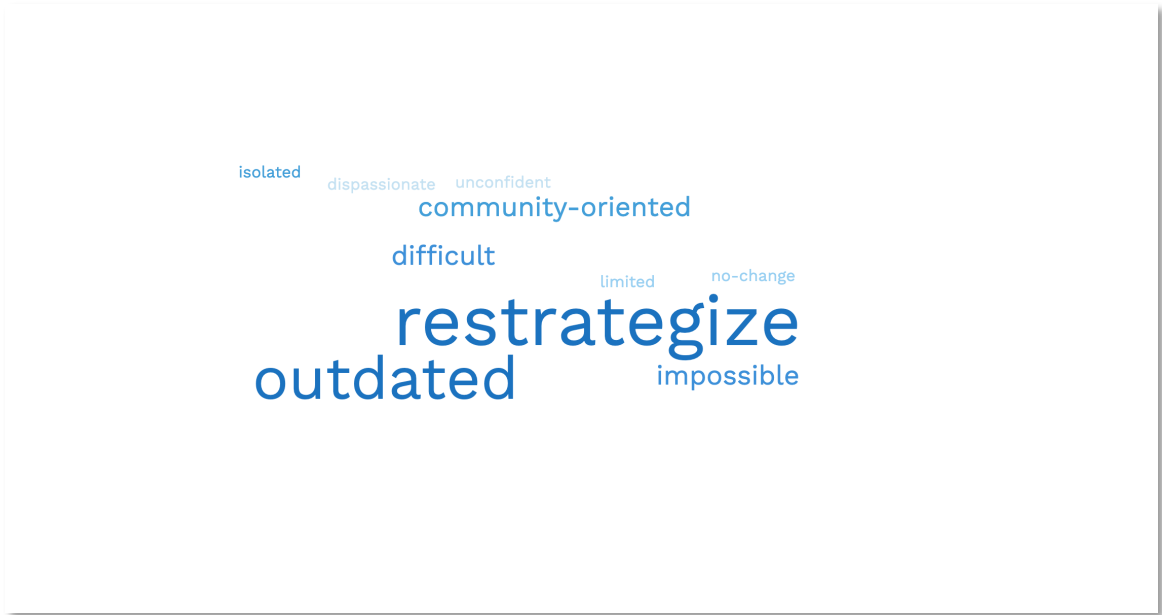 isolated
dispassionate
unconfident
community-oriented
difficult
limited
no-change
restrategize
outdated
impossible